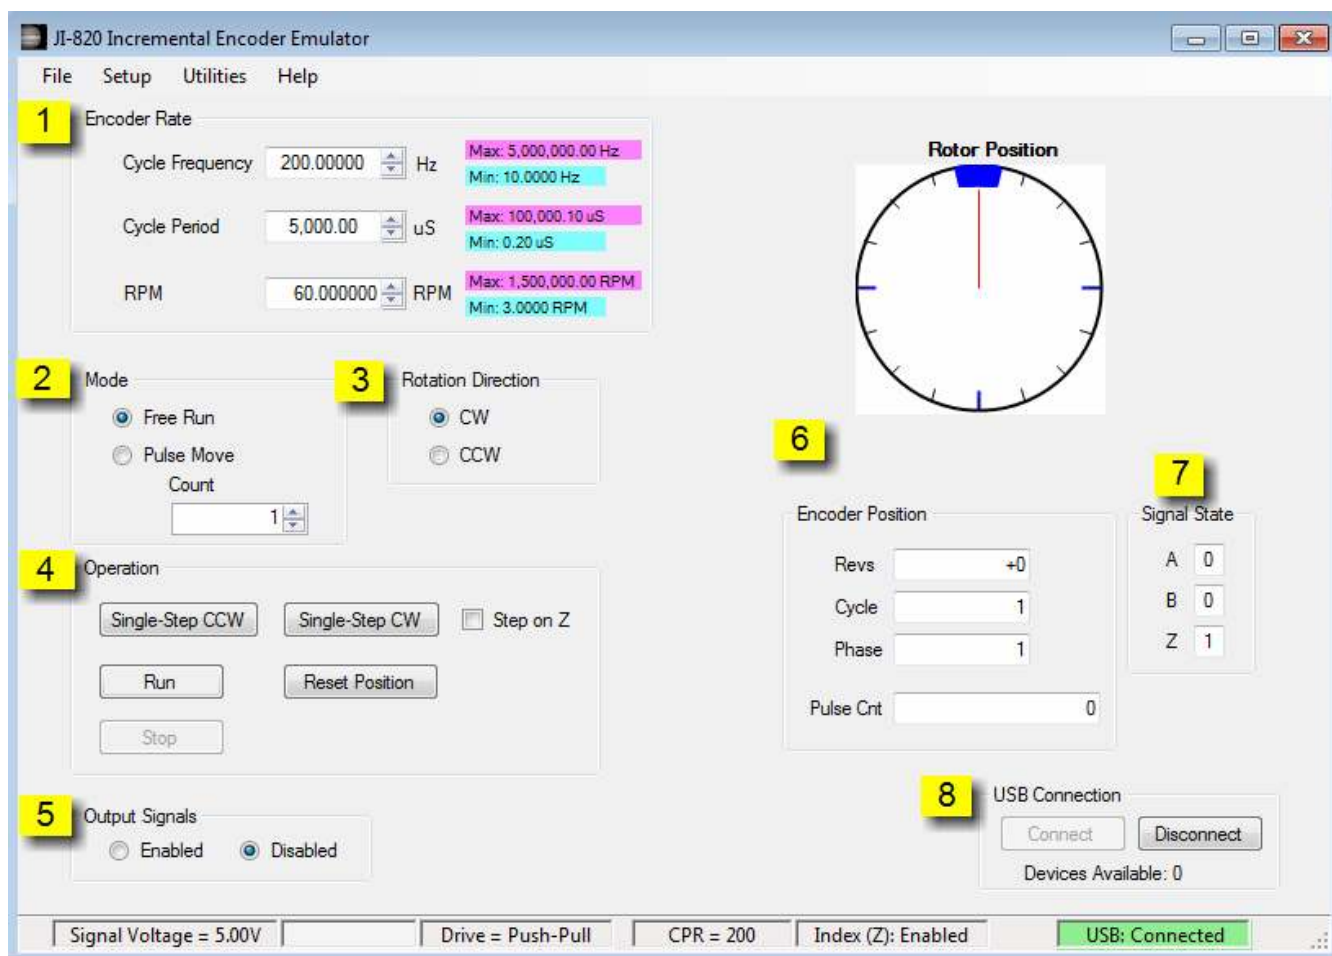 JI-820 Incremental Encoder Emulator
File Setup Utilities Help
1 Encoder Rate
Cycle Frequency 200.00000 Hz Max: 5,000,000.00 Hz
Min: 10.0000 Hz
Cycle Period 5,000.00 uS Max: 100,000.10 uS
Min: 0.20 uS
RPM 60.000000 RPM Max: 1,500,000.00 RPM
Min: 3.0000 RPM
Rotor Position
2 Mode
Free Run
Pulse Move
Count
1
3 Rotation Direction
CW
CCW
4 Operation
Single-Step CCW Single-Step CW Step on Z
Run Reset Position
Stop
5 Output Signals
Enabled Disabled
6
Encoder Position
Revs +0
Cycle 1
Phase 1
Pulse Cnt 0
7
Signal State
A 0
B 0
Z 1
8 USB Connection
Connect Disconnect
Devices Available: 0
Signal Voltage = 5.00V Drive = Push-Pull CPR = 200 Index (Z): Enabled USB: Connected